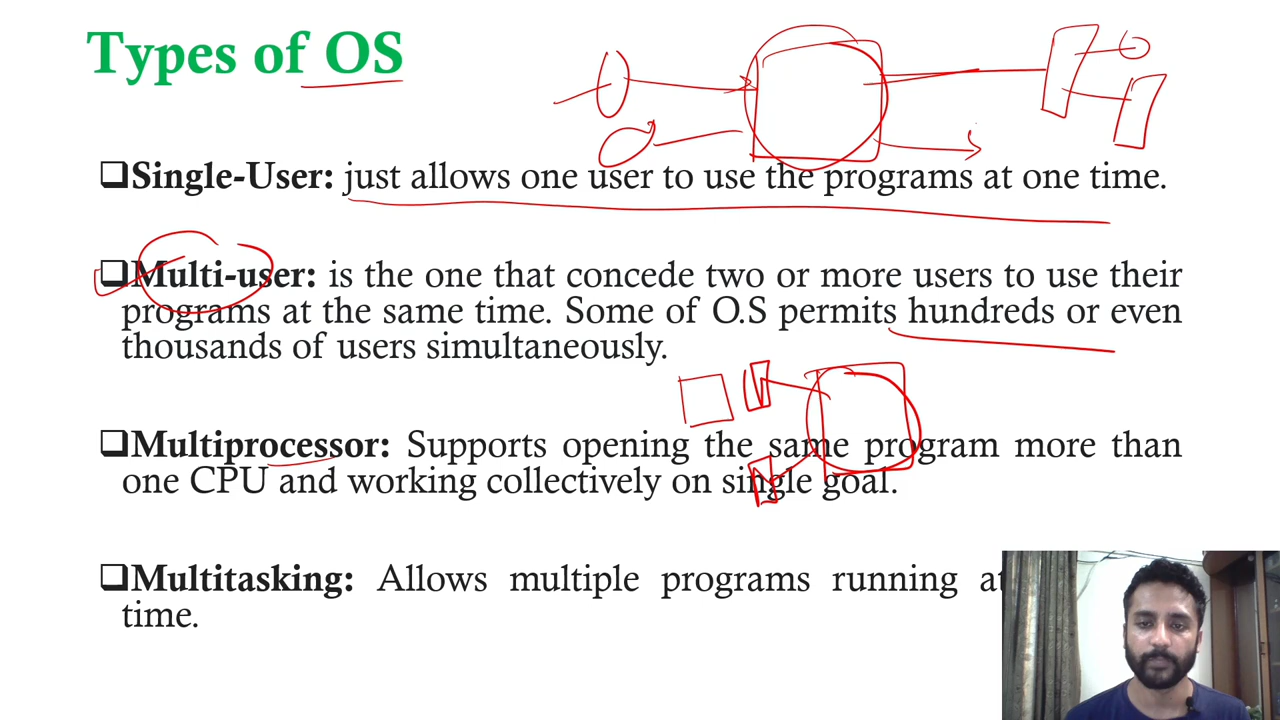 Types of OS
❑Single-User: just allows one user to use the programs at one time.
❑Multi-user: is the one that concede two or more users to use their
programs at the same time. Some of O.S permits hundreds or even
thousands of users simultaneously.
❑Multiprocessor: Supports opening the same program more than
one CPU and working collectively on single goal.
❑Multitasking: Allows multiple programs running at
time.